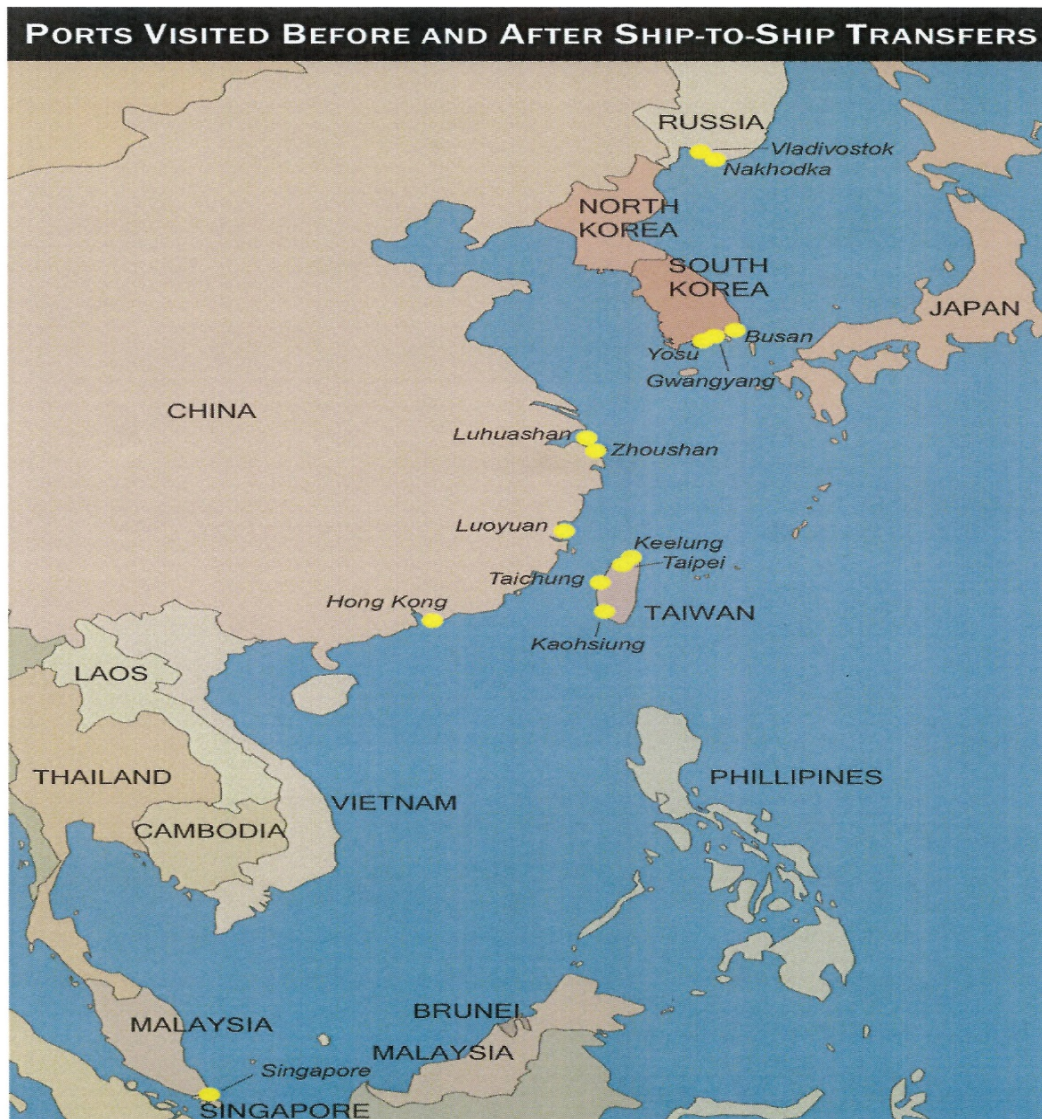 PORTS VISITED BEFORE AND AFTER SHIP-TO-SHIP TRANSFERS
RUSSIA
Vladivostok
Nakhodka
NORTH
KOREA
SOUTH
KOREA
JAPAN
Busan
Yosu
Gwangyang
CHINA
Luhuashan
Zhoushan
Luoyuan
Keelung
Taipei
Taichung
Hong Kong
TAIWAN
Kaohsiung
LAOS
THAILAND
PHILLIPINES
VIETNAM
CAMBODIA
BRUNEI
MALAYSIA
MALAYSIA
Singapore
SINGAPORE